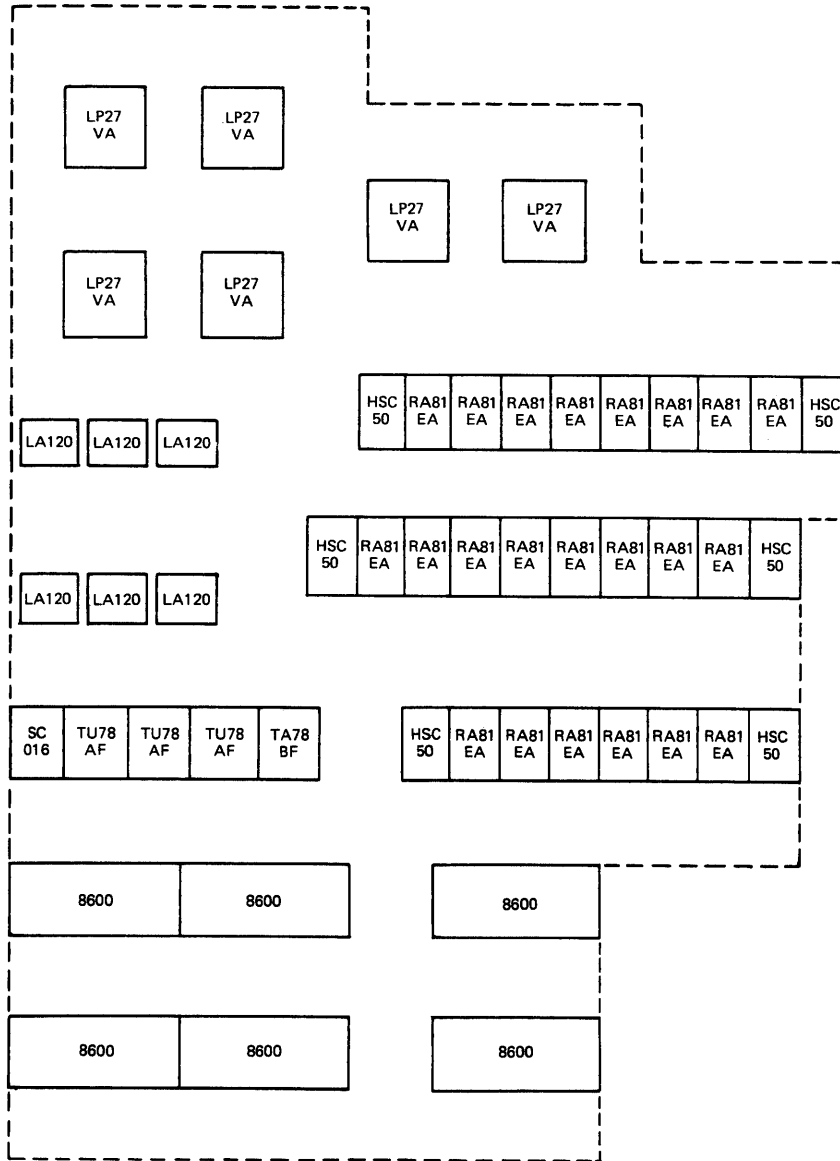 LP27 VA LP27 VA
LP27 VA LP27 VA
LP27 VA LP27 VA
HSC 50 RA81 EA RA81 EA RA81 EA RA81 EA RA81 EA RA81 EA RA81 EA RA81 EA HSC 50
LA120 LA120 LA120
HSC 50 RA81 EA RA81 EA RA81 EA RA81 EA RA81 EA RA81 EA RA81 EA RA81 EA HSC 50
LA120 LA120 LA120
SC 016 TU78 AF TU78 AF TU78 AF TA78 BF HSC 50 RA81 EA RA81 EA RA81 EA RA81 EA RA81 EA RA81 EA HSC 50
8600 8600 8600
8600 8600 8600